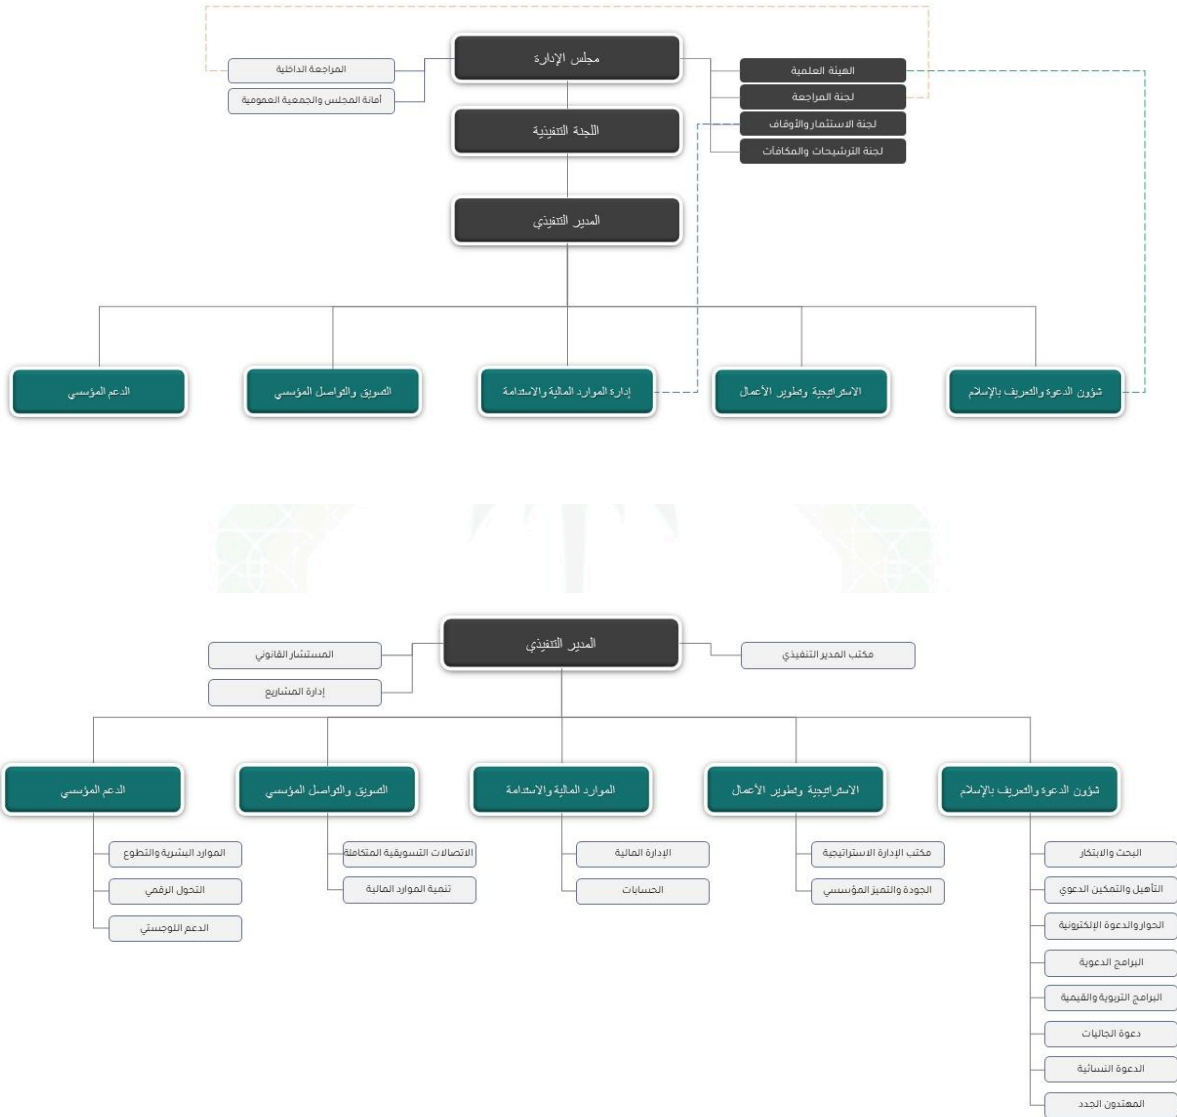 مجلس الإدارة
الهيئة العلمية
لجنة المراجعة
لجنة الاستثمار والأوقاف
لجنة الترشيحات والمكافآت
المراجعة الداخلية
أمانة المجلس والجمعية العمومية
اللجنة التنفيذية
المدير التنفيذي
شؤون الدعوة والتعريف بالإسلام
الاستراتيجية وتطوير الأعمال
إدارة الموارد المالية والاستدامة
التسويق والتواصل المؤسسي
الدعم المؤسسي
المدير التنفيذي
مكتب المدير التنفيذي
المستشار القانوني
إدارة المشاريع
شؤون الدعوة والتعريف بالإسلام
الاستراتيجية وتطوير الأعمال
الموارد المالية والاستدامة
التسويق والتواصل المؤسسي
الدعم المؤسسي
البحث والابتكار
التأهيل والتمكين الدعوي
الحوار والدعوة الإلكترونية
البرامج الدعوية
البرامج التربوية والقيمية
دعوة الجاليات
الدعوة النسائية
المهتدون الجدد
مكتب الإدارة الاستراتيجية
الجودة والتميز المؤسسي
الإدارة المالية
الحسابات
الاتصالات التسويقية المتكاملة
تنمية الموارد المالية
الموارد البشرية والتطوع
التحول الرقمي
الدعم اللوجستي